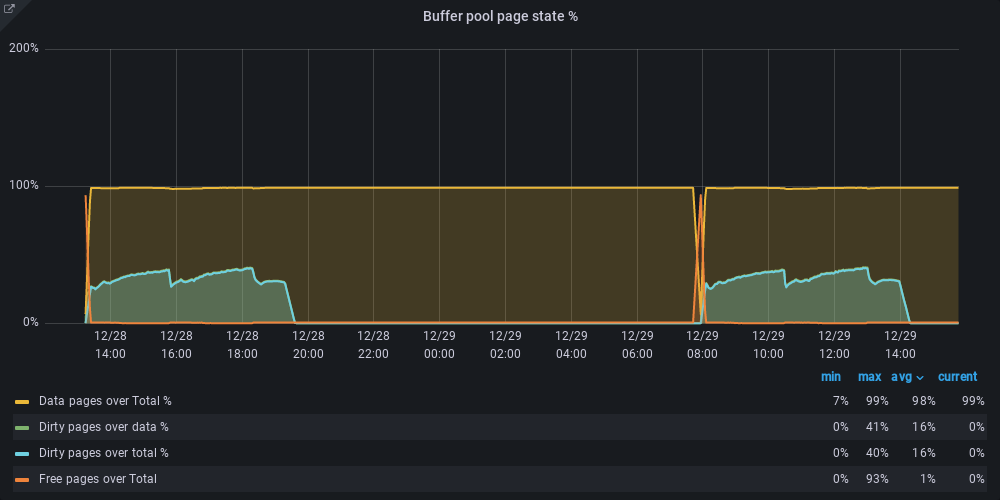 Buffer pool page state %
200%
100%
0%
12/28 12/28 12/28 12/28 12/28 12/29 12/29 12/29 12/29 12/29 12/29 12/29 12/29
14:00 16:00 18:00 20:00 22:00 00:00 02:00 04:00 06:00 08:00 10:00 12:00 14:00
min max avg current
Data pages over Total % 7% 99% 98% 99%
Dirty pages over data % 0% 41% 16% 0%
Dirty pages over total % 0% 40% 16% 0%
Free pages over Total 0% 93% 1% 0%